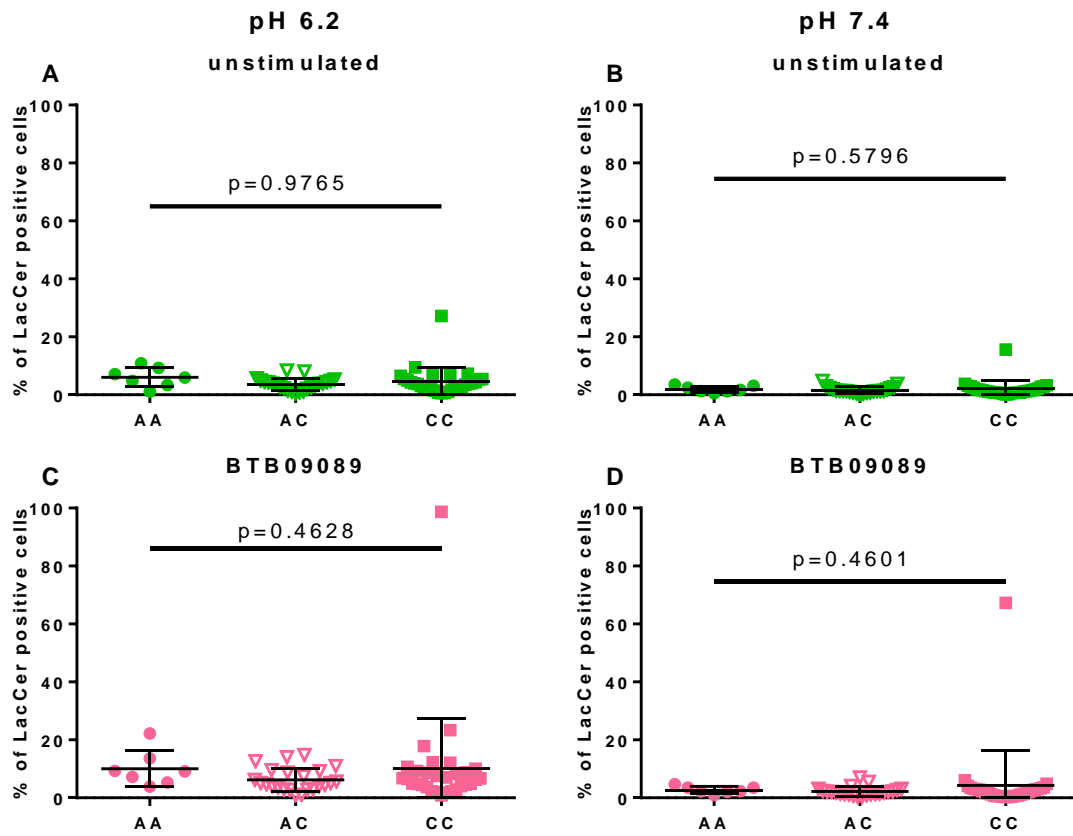 pH 6.2
pH 7.4
unstimulated
unstimulated
A
B
% of LacCer positive cells
100
80
60
40
20
0
p=0.9765
AA
AC
CC
% of LacCer positive cells
100
80
60
40
20
0
p=0.5796
AA
AC
CC
BTB09089
BTB09089
C
D
% of LacCer positive cells
100
80
60
40
20
0
p=0.4628
AA
AC
CC
% of LacCer positive cells
100
80
60
40
20
0
p=0.4601
AA
AC
CC